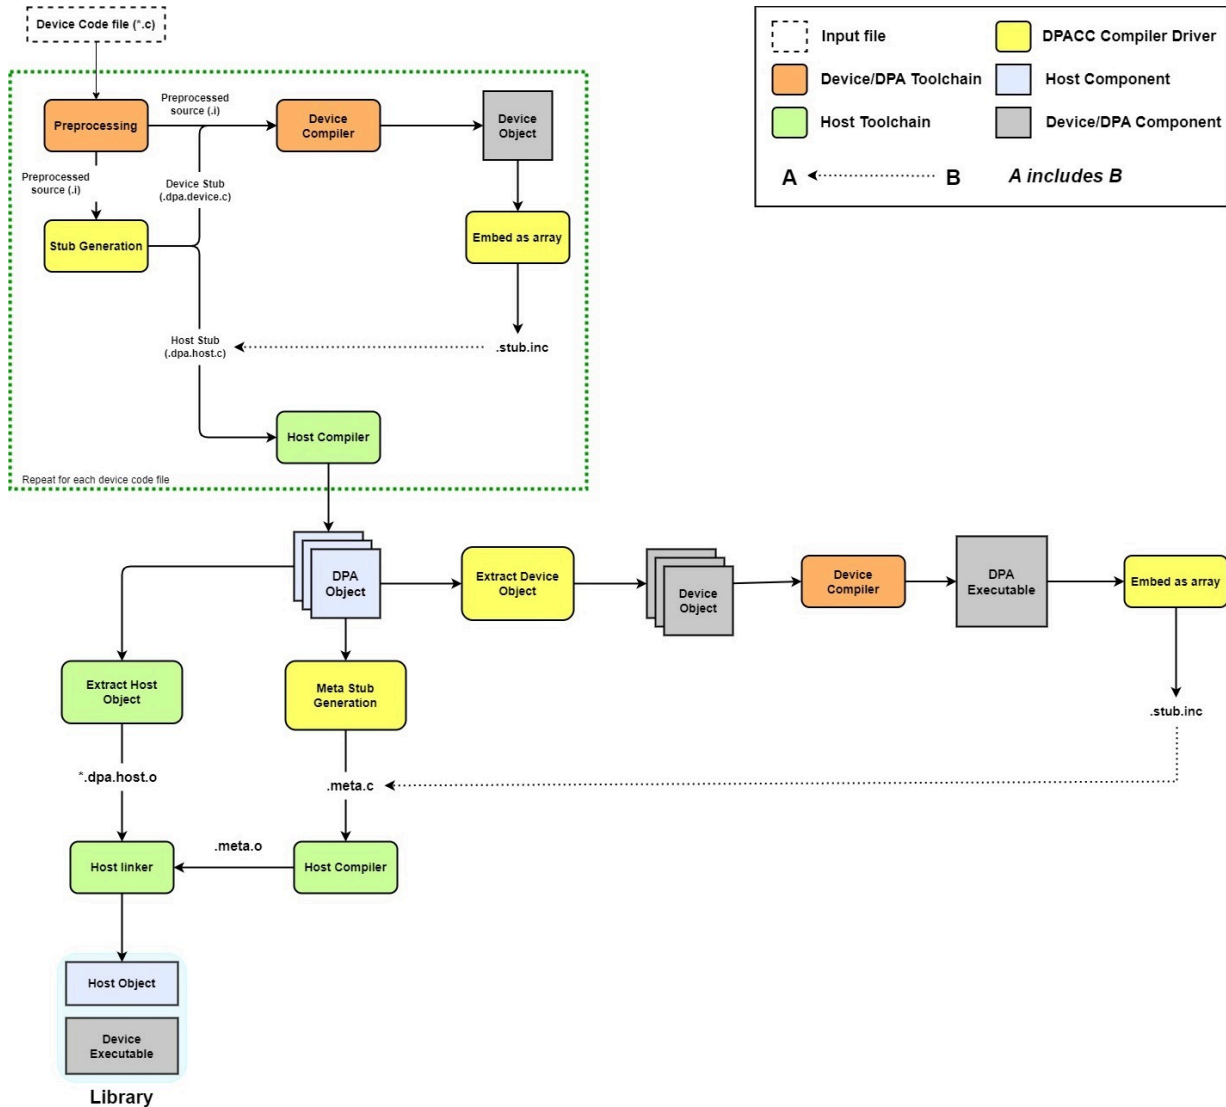 Device Code file (*.c)
Preprocessing
Preprocessed
source (.i)
Device
Compiler
Device
Object
Preprocessed
source (.i)
Device Stub
(.dpa.device.c)
Stub Generation
Embed as array
Host Stub
(.dpa.host.c)
.stub.inc
Host Compiler
Repeat for each device code file
Input file
DPACC Compiler Driver
Device/DPA Toolchain
Host Component
Host Toolchain
Device/DPA Component
A
B
A includes B
DPA
Object
Extract Device
Object
Device
Object
Device
Compiler
DPA
Executable
Embed as array
Extract Host
Object
Meta Stub
Generation
.stub.inc
*.dpa.host.o
.meta.c
Host linker
.meta.o
Host Compiler
Host Object
Device
Executable
Library